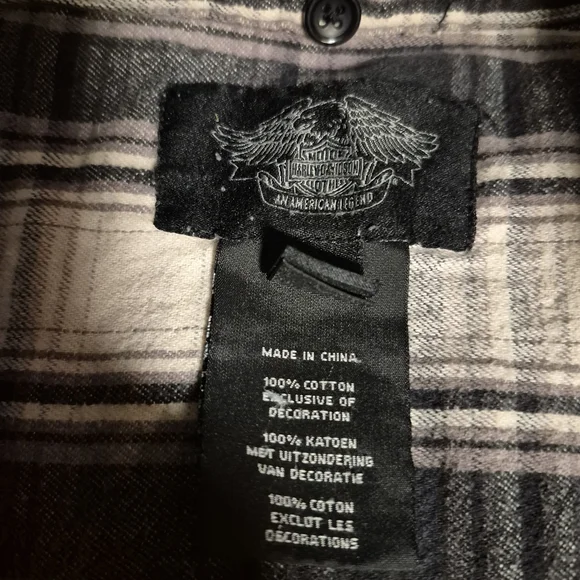 MOTOR
HARLEY-DAVIDSON
CLOTHES
AN AMERICAN LEGEND
®
MADE IN CHINA
100% COTTON
EXCLUSIVE OF
DECORATION
100% KATOEN
MET UITZONDERING
VAN DECORATIE
100% COTON
EXCLUT LES
DÉCORATIONS